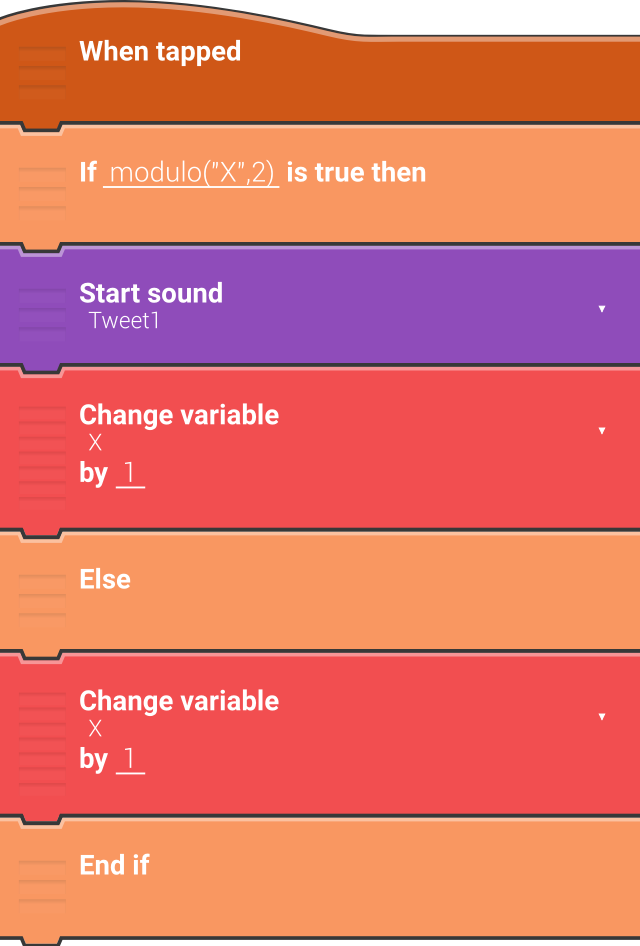 When tapped
If modulo("X",2) is true then
Start sound
Tweet1
Change variable
X
by 1
Else
Change variable
X
by 1
End if